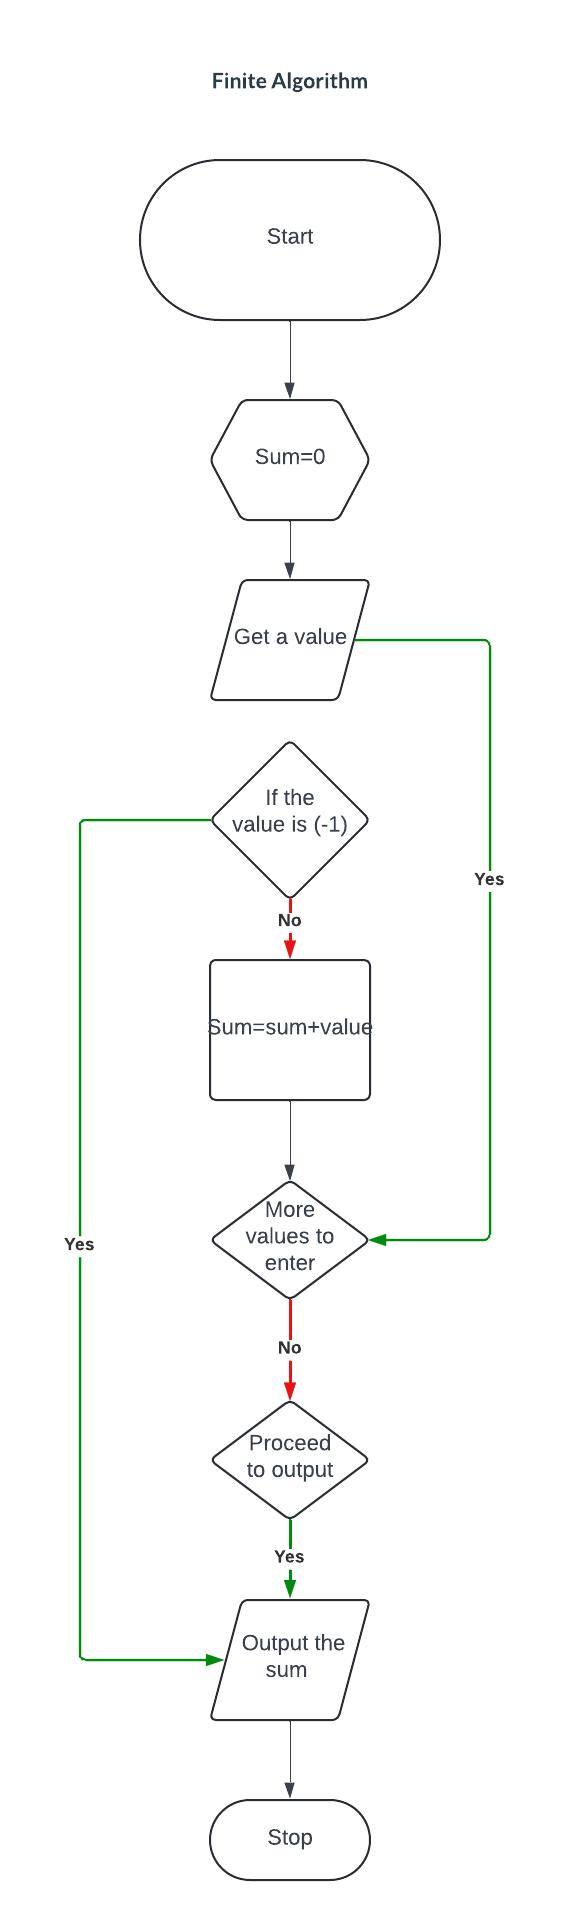 Finite Algorithm
Start
Sum=0
Get a value
If the
value is (-1)
Yes
No
Sum=sum+value
More
values to
enter
Yes
No
Proceed
to output
Yes
Output the
sum
Stop